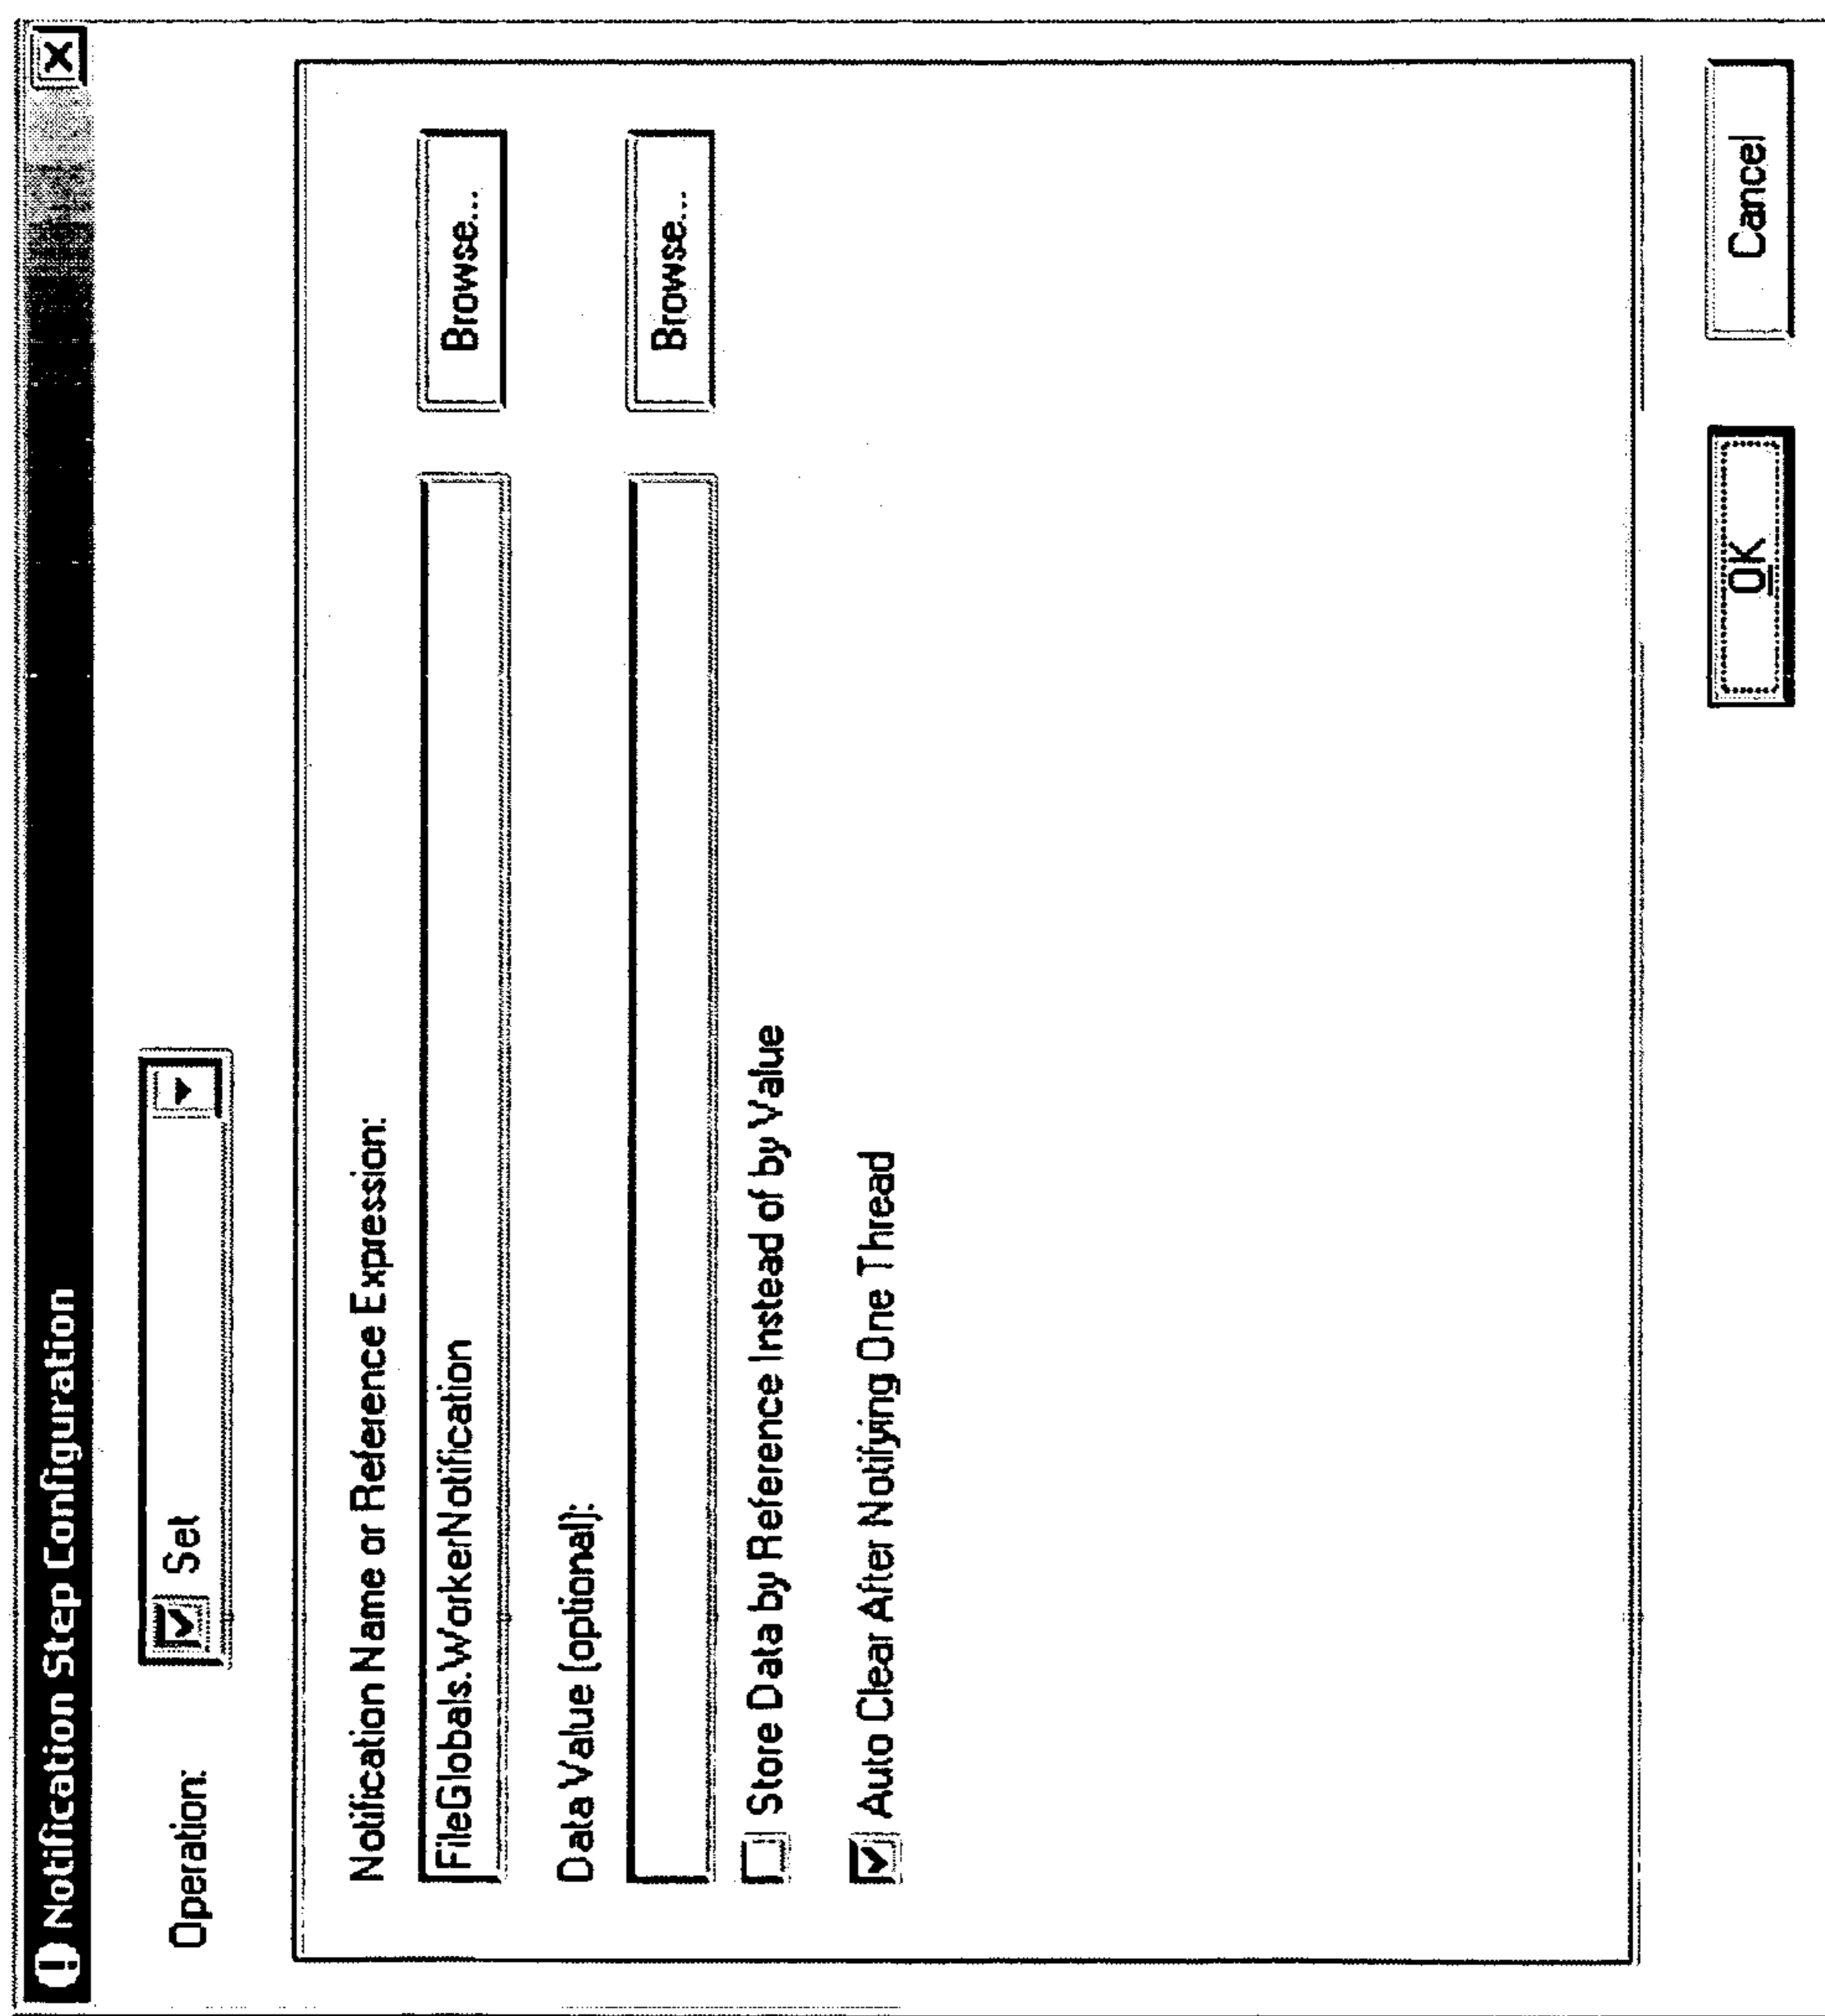 Notification Step Configuration
Operation: Set
Notification Name or Reference Expression:
FileGlobals.WorkerNotification Browse...
Data Value (optional):
Browse...
Store Data by Reference Instead of by Value
Auto Clear After Notifying One Thread
OK Cancel